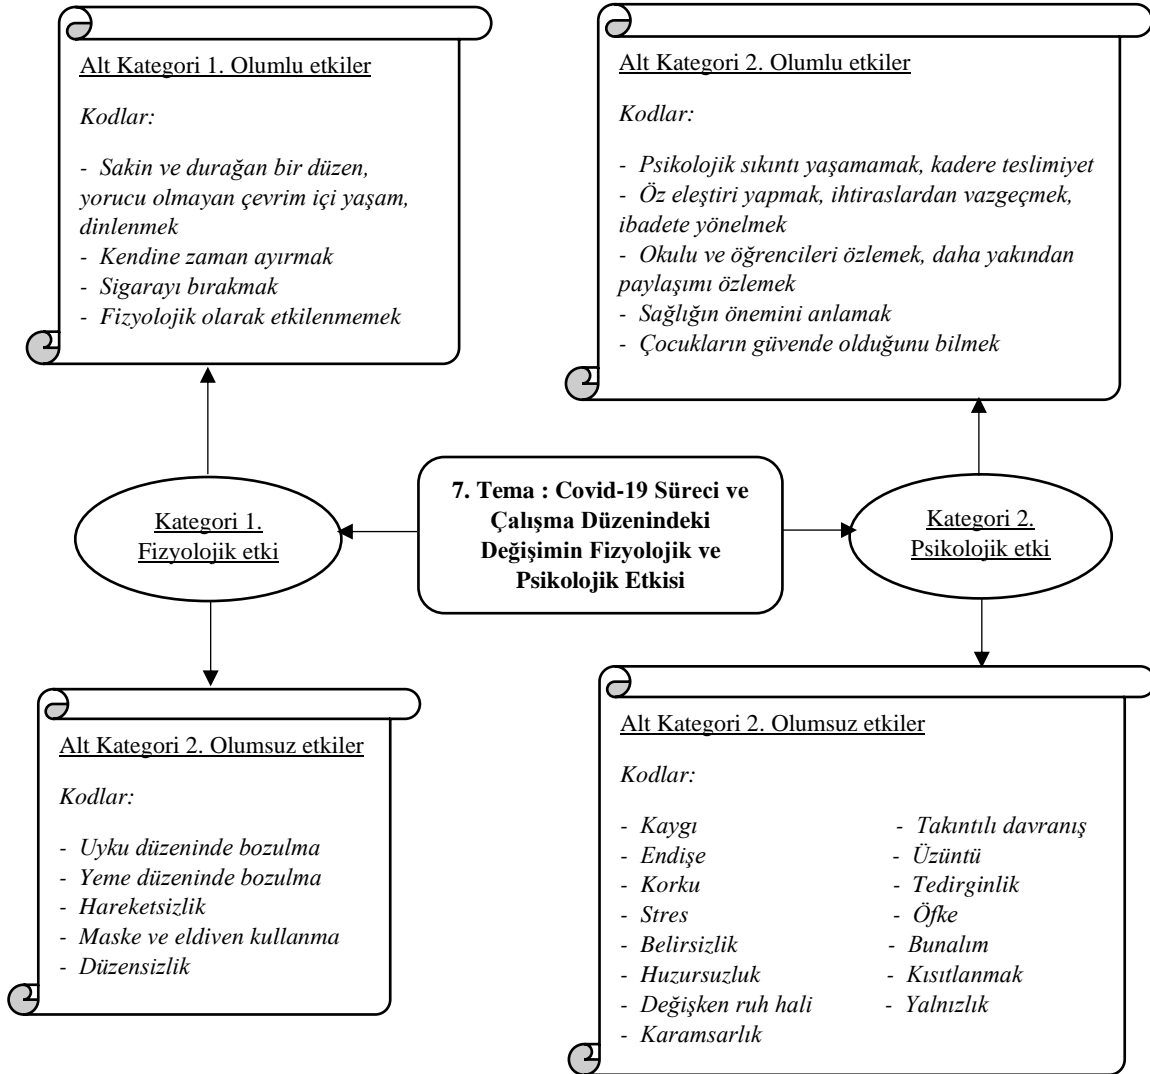 Alt Kategori 1. Olumlu etkiler
Kodlar:
- Sakin ve durağan bir düzen,
yorucu olmayan çevrim içi yaşam,
dinlenmek
- Kendine zaman ayırmak
- Sigarayı bırakmak
- Fizyolojik olarak etkilenmemek
Alt Kategori 2. Olumlu etkiler
Kodlar:
- Psikolojik sıkıntı yaşamamak, kadere teslimiyet
- Öz eleştiri yapmak, ihtiraslardan vazgeçmek,
ibadete yönelmek
- Okulu ve öğrencileri özlemek, daha yakından
paylaşımı özlemek
- Sağlığın önemini anlamak
- Çocukların güvende olduğunu bilmek
Kategori 1.
Fizyolojik etki
7. Tema : Covid-19 Süreci ve
Çalışma Düzenindeki
Değişimin Fizyolojik ve
Psikolojik Etkisi
Kategori 2.
Psikolojik etki
Alt Kategori 2. Olumsuz etkiler
Kodlar:
- Uyku düzeninde bozulma
- Yeme düzeninde bozulma
- Hareketsizlik
- Maske ve eldiven kullanma
- Düzensizlik
Alt Kategori 2. Olumsuz etkiler
Kodlar:
- Kaygı - Takıntılı davranış
- Endişe - Üzüntü
- Korku - Tedirginlik
- Stres - Öfke
- Belirsizlik - Bunalım
- Huzursuzluk - Kısıtlanmak
- Değişken ruh hali - Yalnızlık
- Karamsarlık